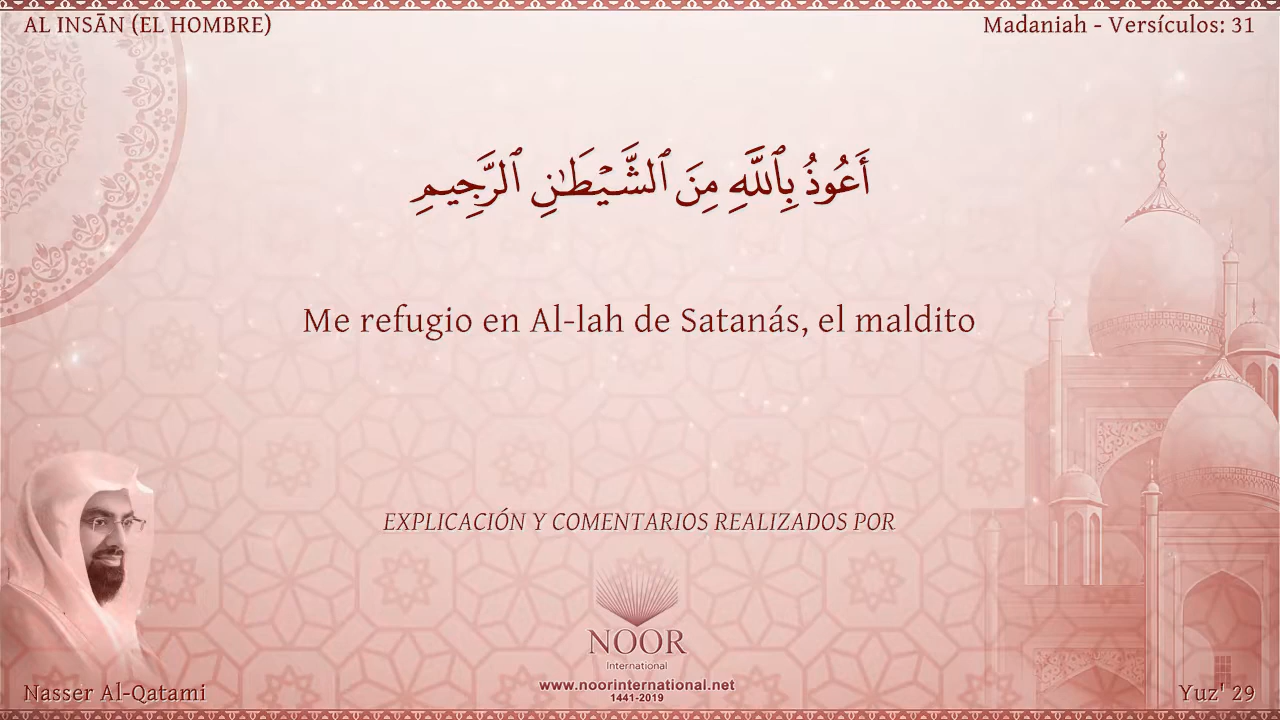 AL INSĀN (EL HOMBRE)
Madaniah - Versículos: 31
أَعُوذُ بِٱللَّهِ مِنَ ٱلشَّيْطَٰنِ ٱلرَّجِيمِ
Me refugio en Al-lah de Satanás, el maldito
EXPLICACIÓN Y COMENTARIOS REALIZADOS POR
NOOR
International
www.noorinternational.net
1441-2019
Nasser Al-Qatami
Yuz' 29